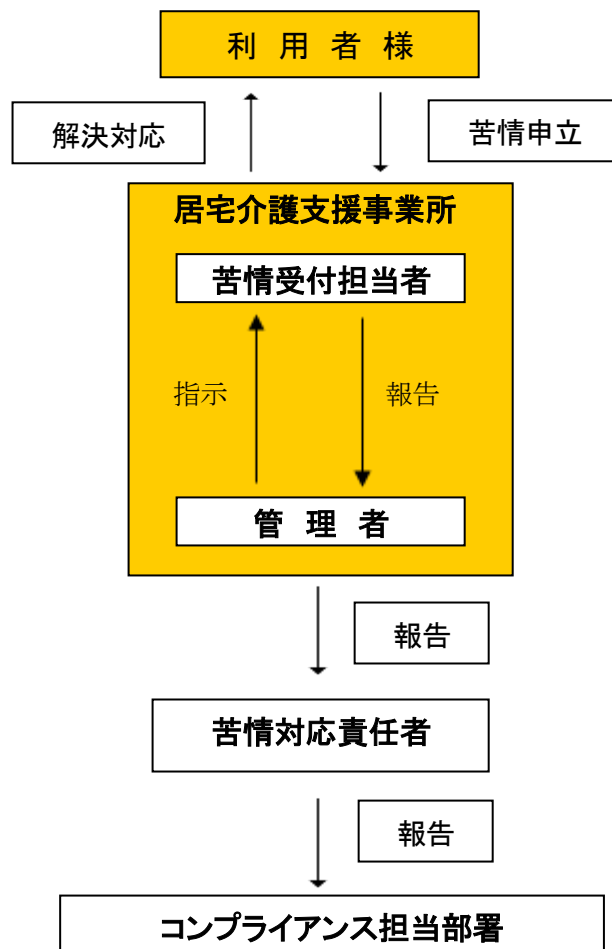 利 用 者 様
解決対応
苦情申立
居宅介護支援事業所
苦情受付担当者
指示
報告
管 理 者
報告
苦情対応責任者
報告
コンプライアンス担当部署